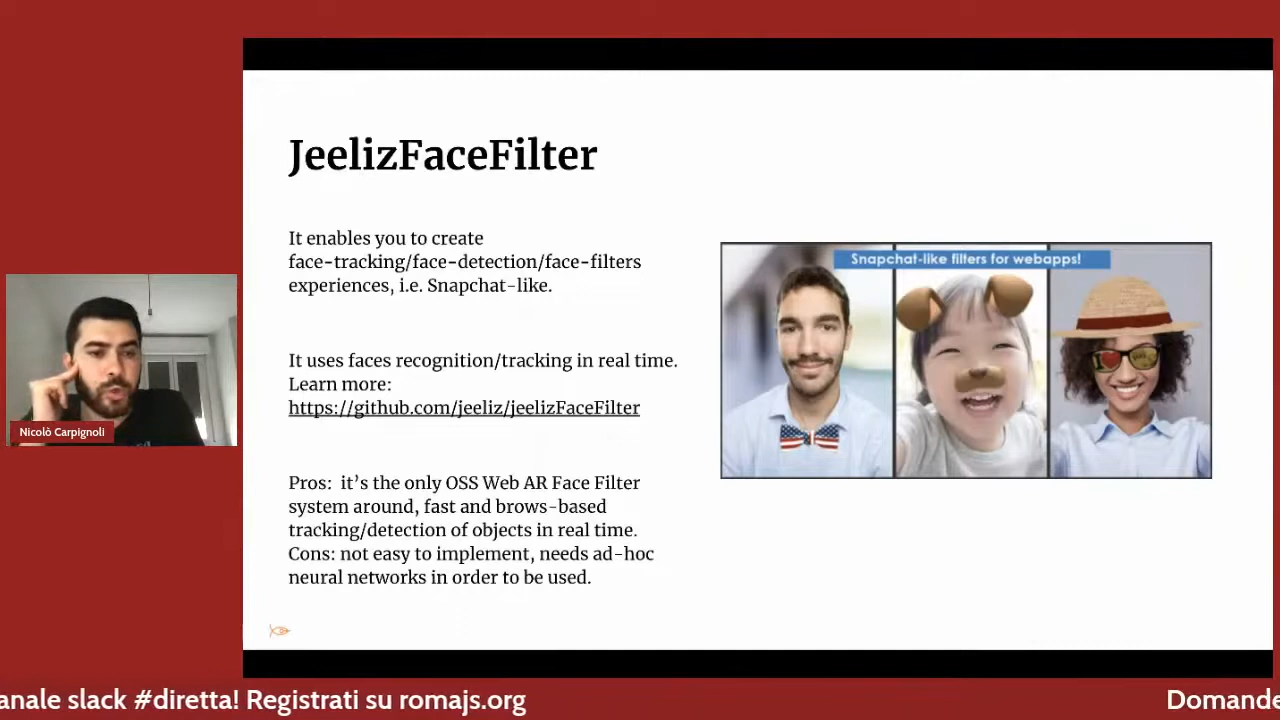 JeelizFaceFilter
It enables you to create
face-tracking/face-detection/face-filters
experiences, i.e. Snapchat-like.
It uses faces recognition/tracking in real time.
Learn more:
https://github.com/jeeliz/jeelizFaceFilter
Pros:  it's the only OSS Web AR Face Filter
system around, fast and brows-based
tracking/detection of objects in real time.
Cons: not easy to implement, needs ad-hoc
neural networks in order to be used.
Snapchat-like filters for webapps!
Nicolò Carpignoli
anale slack #diretta! Registrati su romajs.org
Domande